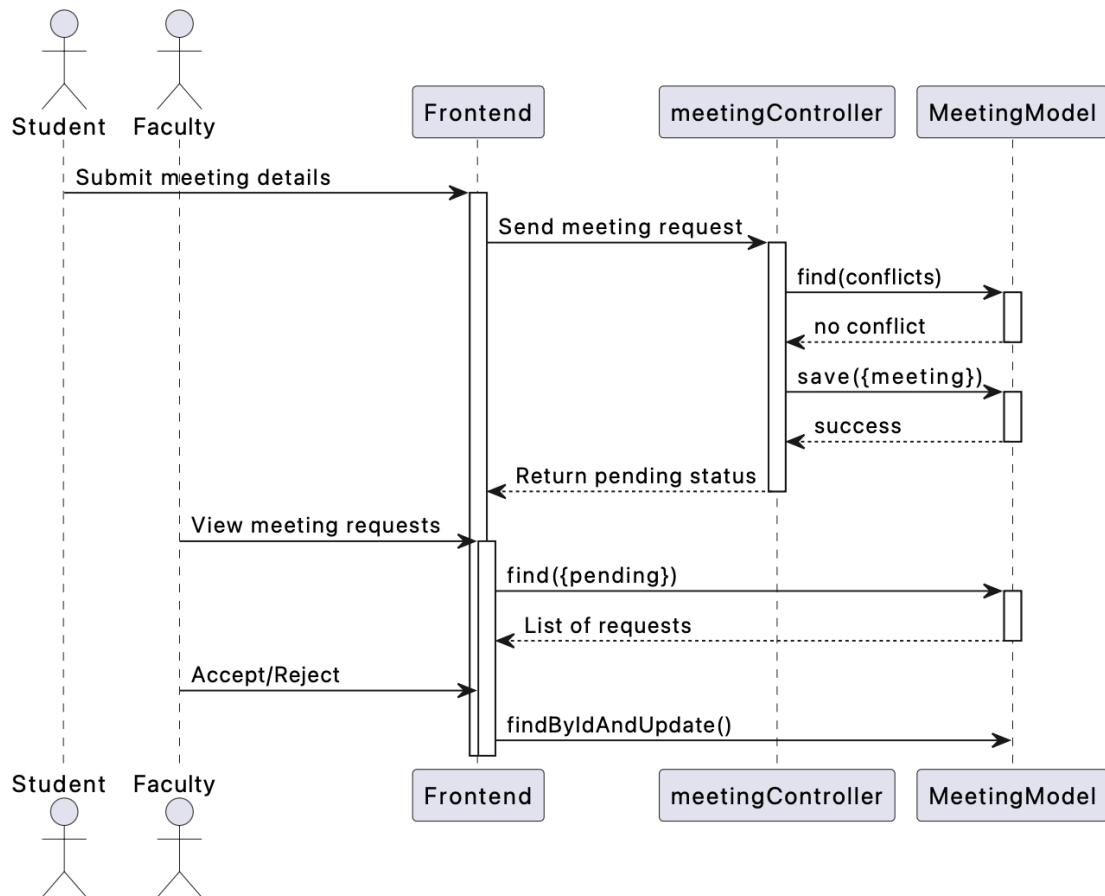 Student
Faculty
Frontend
meetingController
MeetingModel
Submit meeting details
Send meeting request
find(conflicts)
no conflict
save({meeting})
success
Return pending status
View meeting requests
find({pending})
List of requests
Accept/Reject
findByIdAndUpdate()
Student
Faculty
Frontend
meetingController
MeetingModel